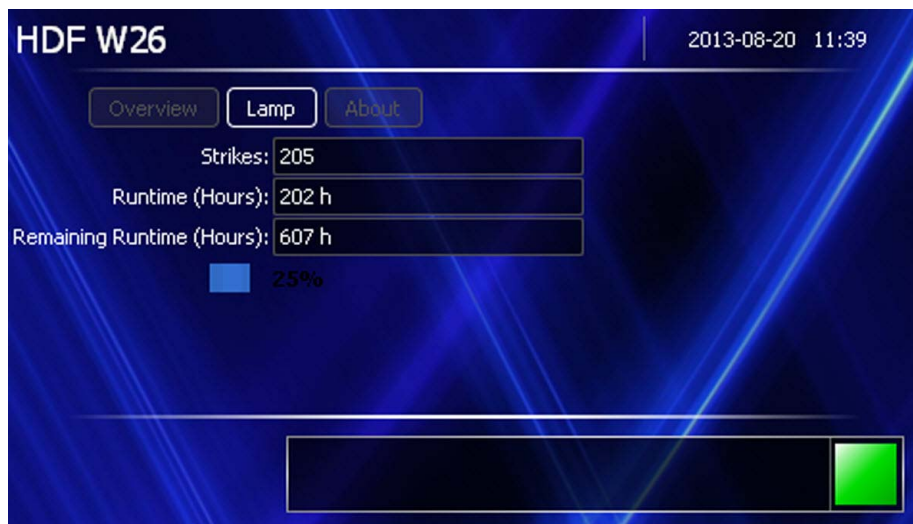 HDF W26
2013-08-20 11:39
Overview Lamp About
Strikes: 205
Runtime (Hours): 202 h
Remaining Runtime (Hours): 607 h
25%